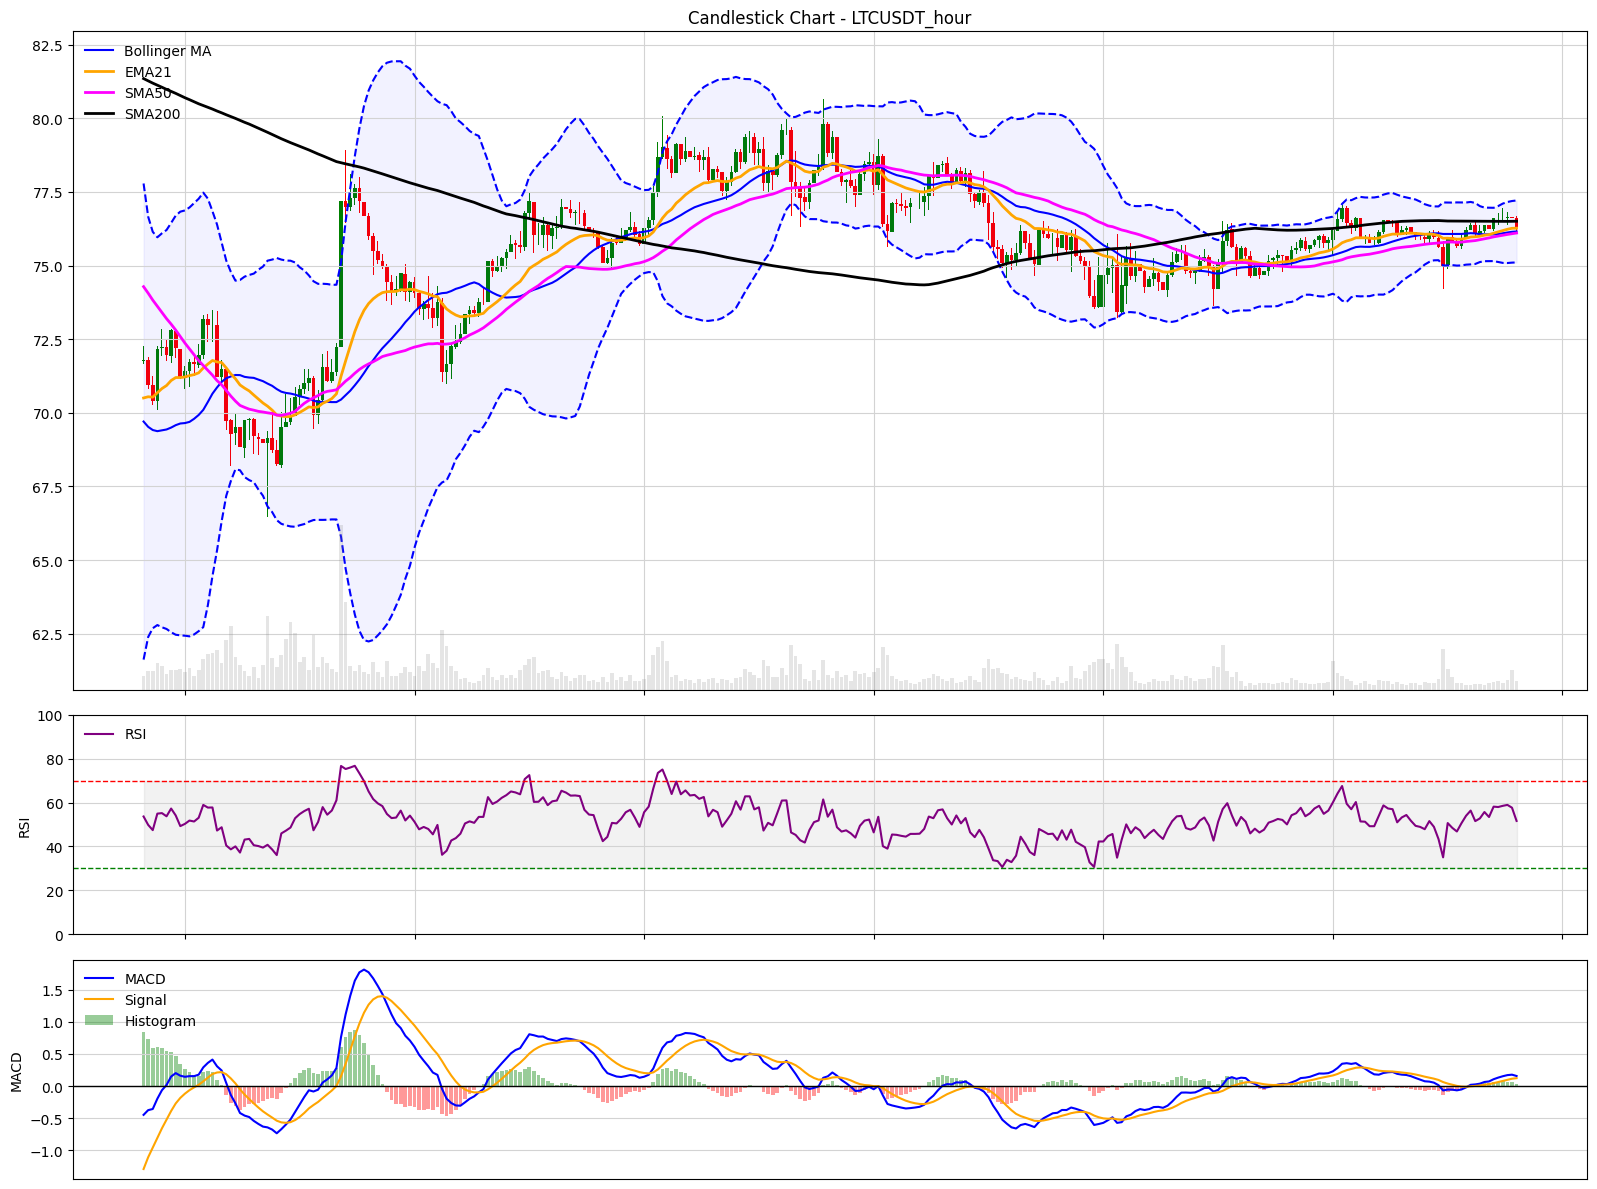 Candlestick Chart - LTCUSDT_hour
82.5
80.0
77.5
75.0
72.5
70.0
67.5
65.0
62.5
Bollinger MA
EMA21
SMA50
SMA200
100
80
60
40
20
0
RSI
RSI
1.5
1.0
0.5
0.0
−0.5
−1.0
MACD
MACD
Signal
Histogram